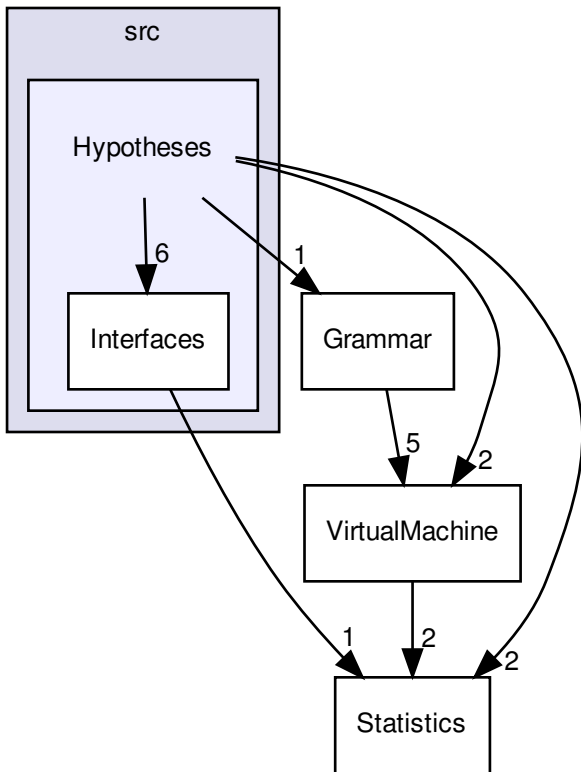 src
Hypotheses
6
1
Interfaces
Grammar
5
2
VirtualMachine
1
2
2
Statistics